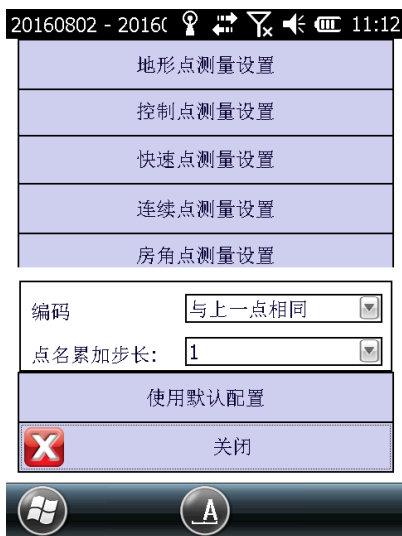 20160802 - 2016( 11:12
地形点测量设置
控制点测量设置
快速点测量设置
连续点测量设置
房角点测量设置
编码 与上一点相同
点名累加步长: 1
使用默认配置
关闭
A